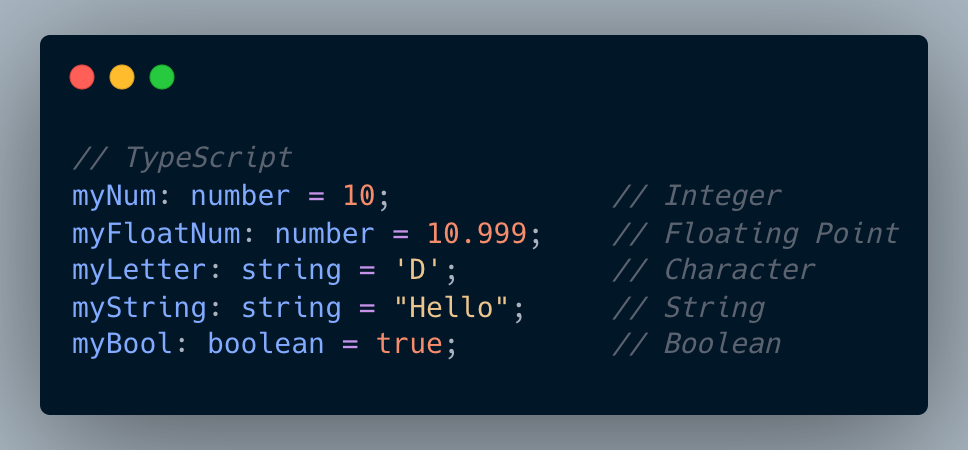 // TypeScript
myNum: number = 10; // Integer
myFloatNum: number = 10.999; // Floating Point
myLetter: string = 'D'; // Character
myString: string = "Hello"; // String
myBool: boolean = true; // Boolean